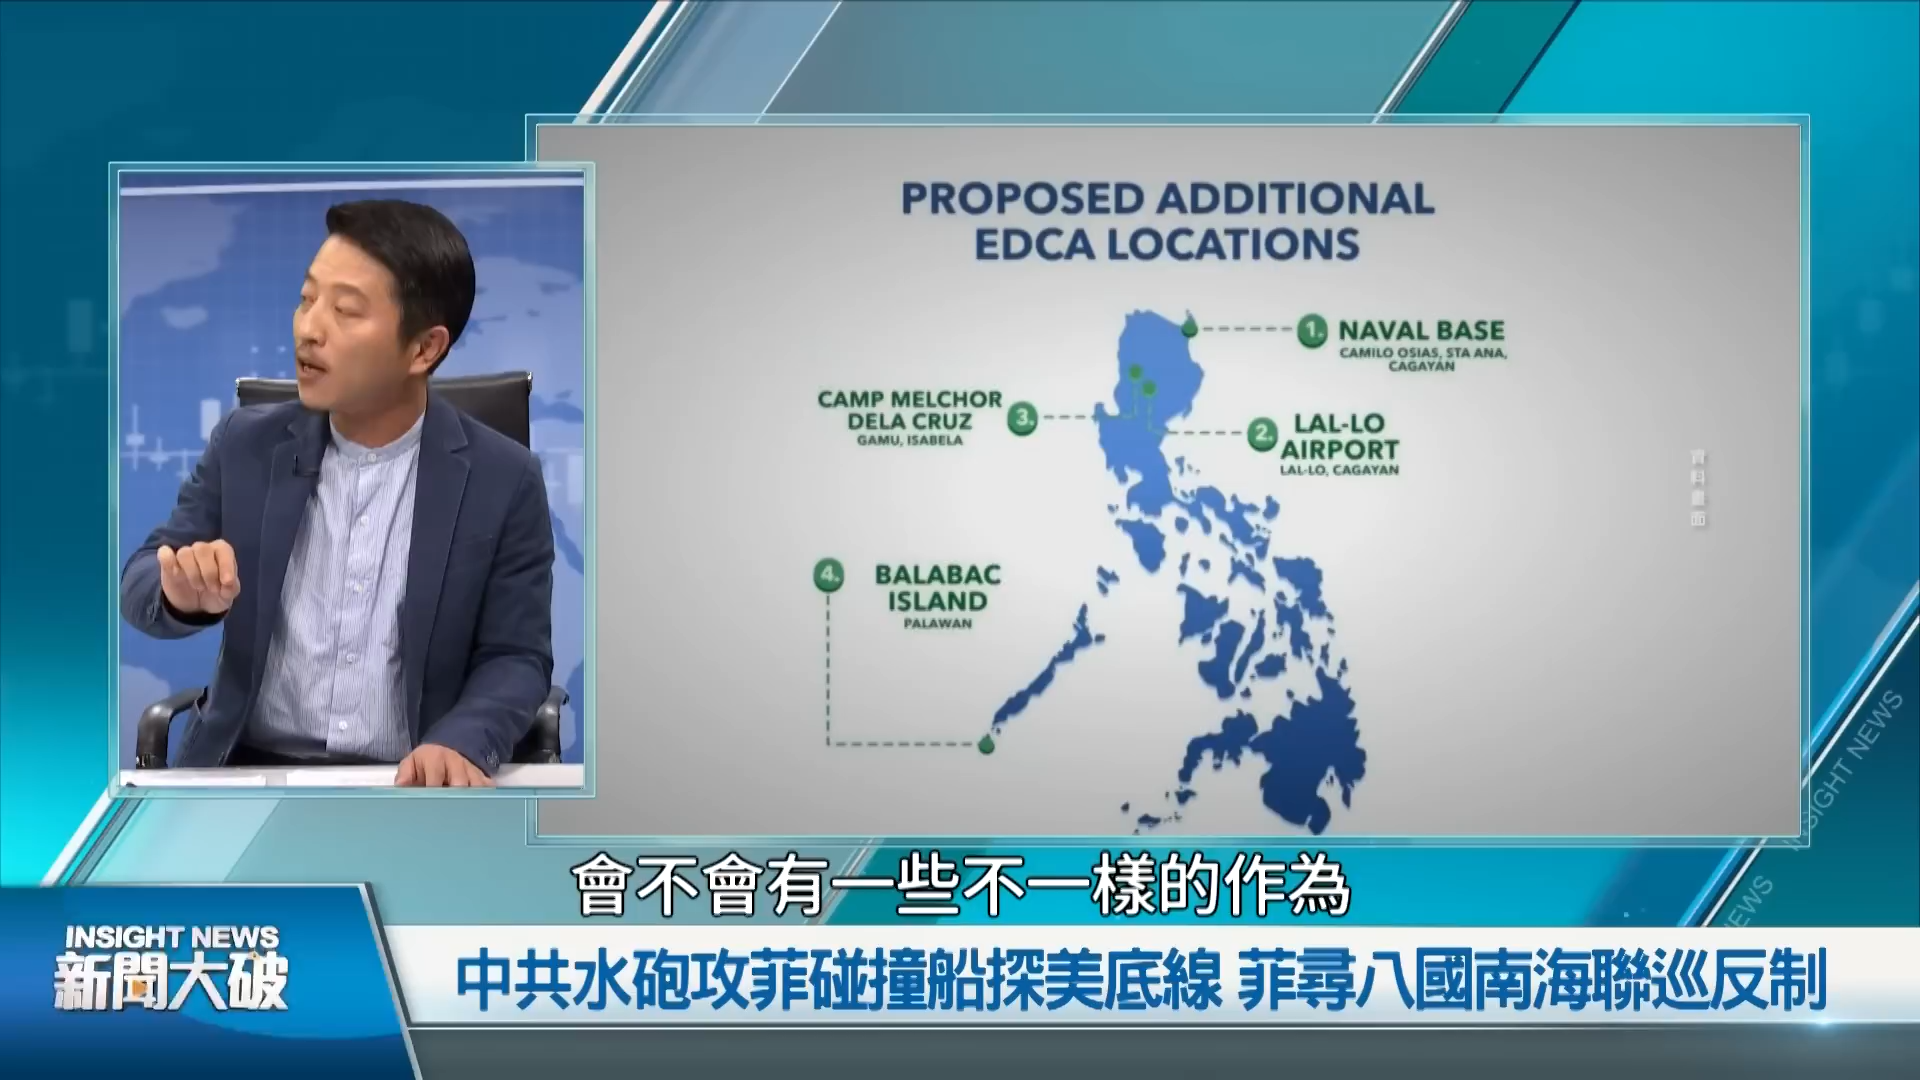 PROPOSED ADDITIONAL
EDCA LOCATIONS
1.
NAVAL BASE
CAMILO OSIAS, STA ANA,
CAGAYAN
CAMP MELCHOR
DELA CRUZ
GAMU, ISABELA
3.
2.
LAL-LO
AIRPORT
LAL-LO, CAGAYAN
4.
BALABAC
ISLAND
PALAWAN
資料畫面
INSIGHT NEWS
NEWS
會不會有一些不一樣的作為
INSIGHT NEWS
新聞大破
中共水砲攻菲碰撞船探美底線 菲尋八國南海聯巡反制